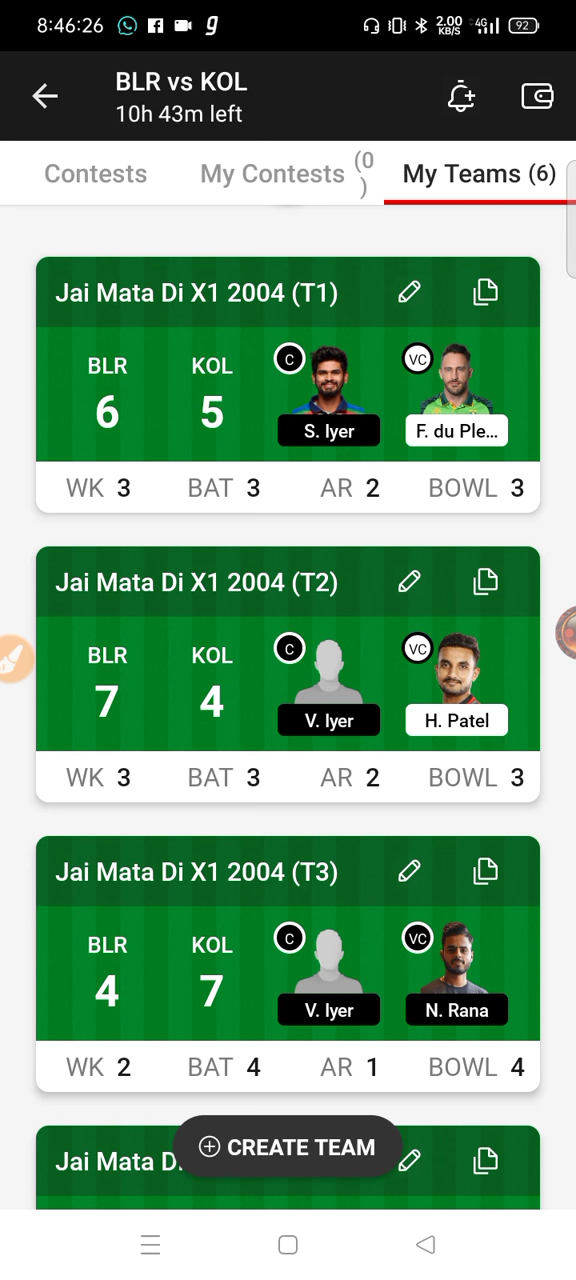 8:46:26 g 2.00 KB/S 4G 92
BLR vs KOL
10h 43m left
Contests My Contests (0) My Teams (6)
Jai Mata Di X1 2004 (T1)
BLR KOL C VC
6 5
S. Iyer F. du Ple...
WK 3 BAT 3 AR 2 BOWL 3
Jai Mata Di X1 2004 (T2)
BLR KOL C VC
7 4
V. Iyer H. Patel
WK 3 BAT 3 AR 2 BOWL 3
Jai Mata Di X1 2004 (T3)
BLR KOL C VC
4 7
V. Iyer N. Rana
WK 2 BAT 4 AR 1 BOWL 4
Jai Mata D
CREATE TEAM